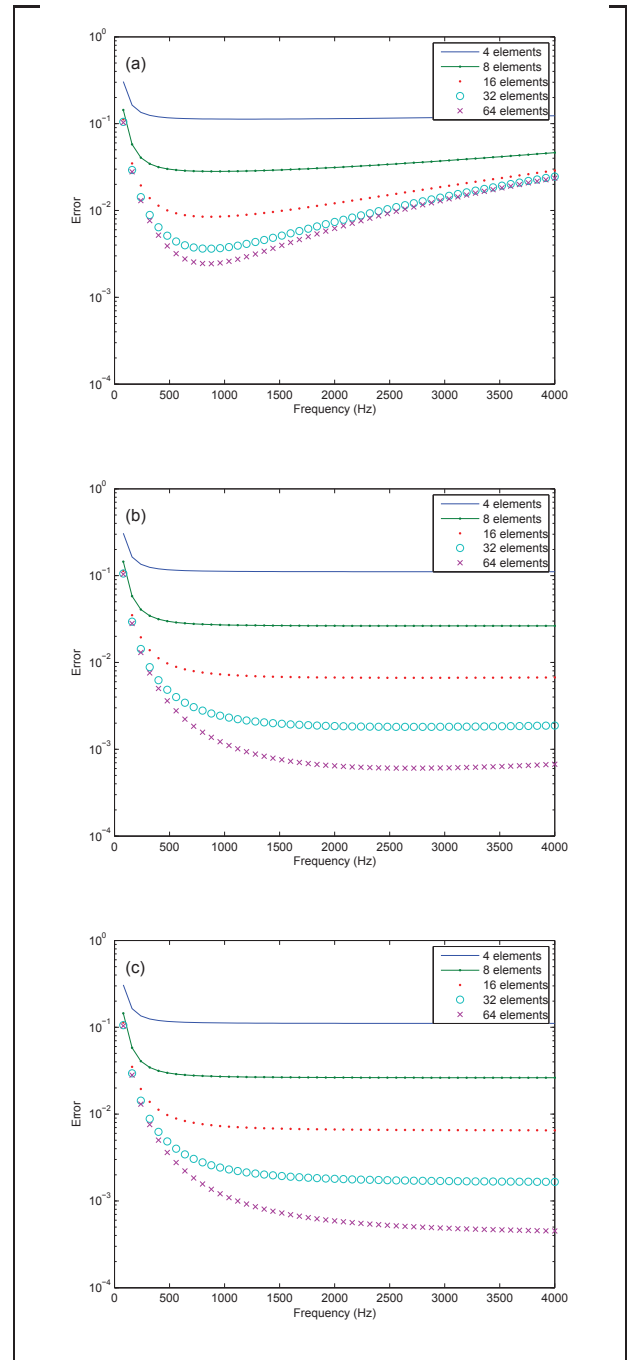 (a)
4 elements
8 elements
16 elements
32 elements
64 elements
10^0
10^-1
10^-2
10^-3
10^-4
Error
0 500 1000 1500 2000 2500 3000 3500 4000
Frequency (Hz)
(b)
4 elements
8 elements
16 elements
32 elements
64 elements
10^0
10^-1
10^-2
10^-3
10^-4
Error
0 500 1000 1500 2000 2500 3000 3500 4000
Frequency (Hz)
(c)
4 elements
8 elements
16 elements
32 elements
64 elements
10^0
10^-1
10^-2
10^-3
10^-4
Error
0 500 1000 1500 2000 2500 3000 3500 4000
Frequency (Hz)